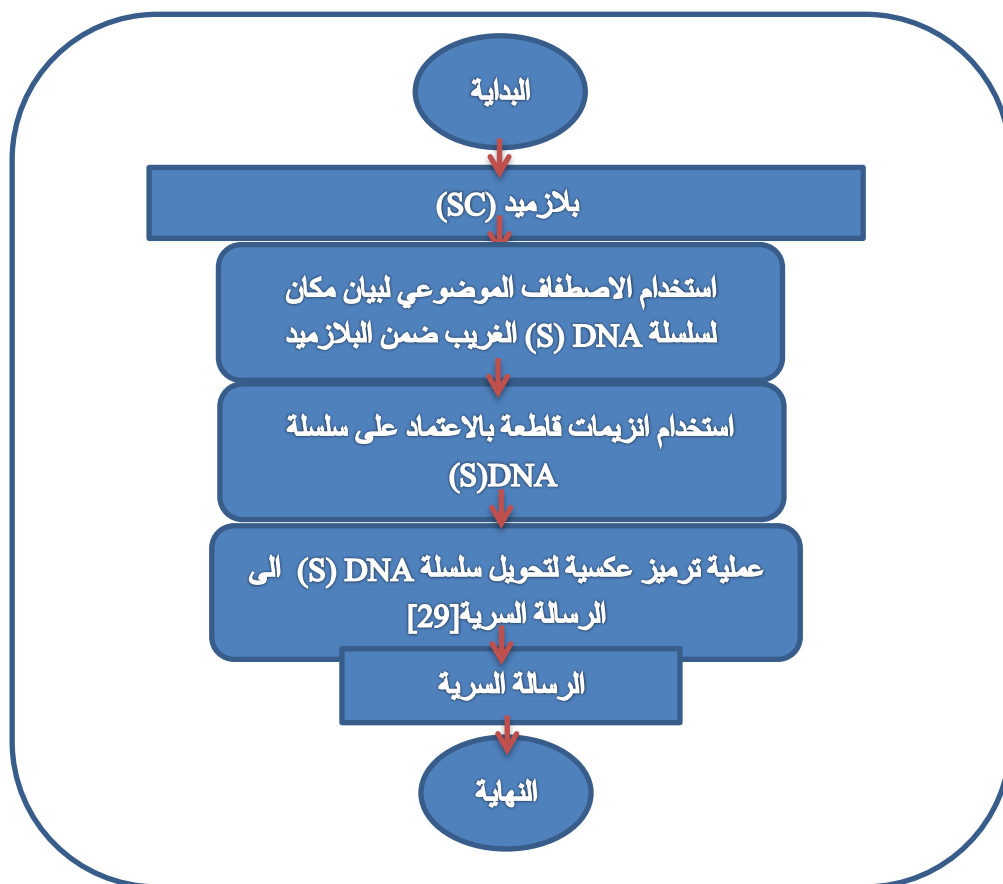 البداية
بلازميد (SC)
استخدام الاصطفاف الموضوعي لبيان مكان
لسلسلة DNA (S) الغريب ضمن البلازميد
استخدام انزيمات قاطعة بالاعتماد على سلسلة
(S)DNA
عملية ترميز عكسية لتحويل سلسلة DNA (S) الى
الرسالة السرية[29]
الرسالة السرية
النهاية